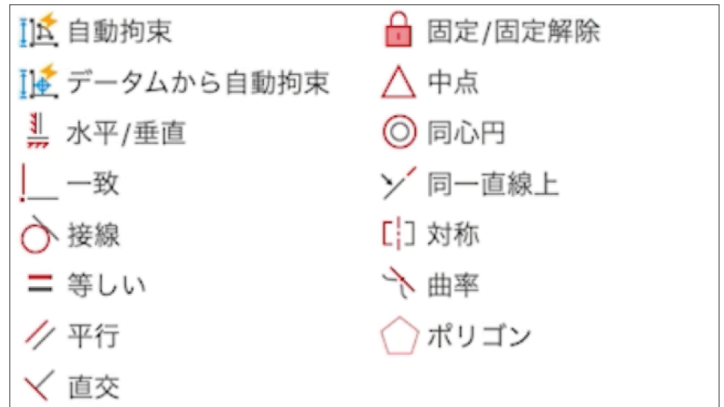 自動拘束
データムから自動拘束
水平/垂直
一致
接線
等しい
平行
直交
固定/固定解除
中点
同心円
同一直線上
対称
曲率
ポリゴン